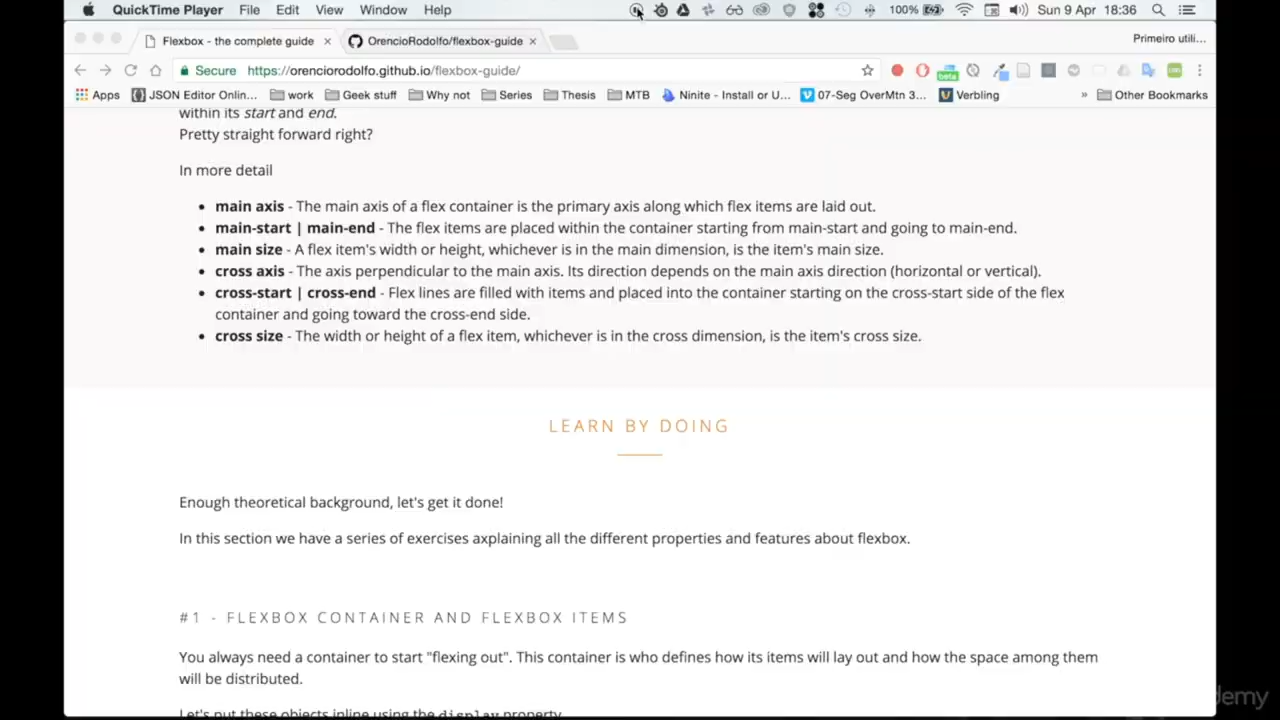 QuickTime Player File Edit View Window Help 100% Sun 9 Apr 18:36
Flexbox - the complete guide × OrencioRodolfo/flexbox-guide × Primeiro utili...
Secure https://orenciorodolfo.github.io/flexbox-guide/ beta
Apps JSON Editor Onlin... work Geek stuff Why not Series Thesis MTB Ninite - Install or U... 07-Seg OverMtn 3... Verbling » Other Bookmarks
within its start and end.
Pretty straight forward right?
In more detail
• main axis - The main axis of a flex container is the primary axis along which flex items are laid out.
• main-start | main-end - The flex items are placed within the container starting from main-start and going to main-end.
• main size - A flex item's width or height, whichever is in the main dimension, is the item's main size.
• cross axis - The axis perpendicular to the main axis. Its direction depends on the main axis direction (horizontal or vertical).
• cross-start | cross-end - Flex lines are filled with items and placed into the container starting on the cross-start side of the flex
container and going toward the cross-end side.
• cross size - The width or height of a flex item, whichever is in the cross dimension, is the item's cross size.
LEARN BY DOING
Enough theoretical background, let's get it done!
In this section we have a series of exercises axplaining all the different properties and features about flexbox.
#1 - FLEXBOX CONTAINER AND FLEXBOX ITEMS
You always need a container to start "flexing out". This container is who defines how its items will lay out and how the space among them
will be distributed.
Let's put these objects inline using the display property
demy